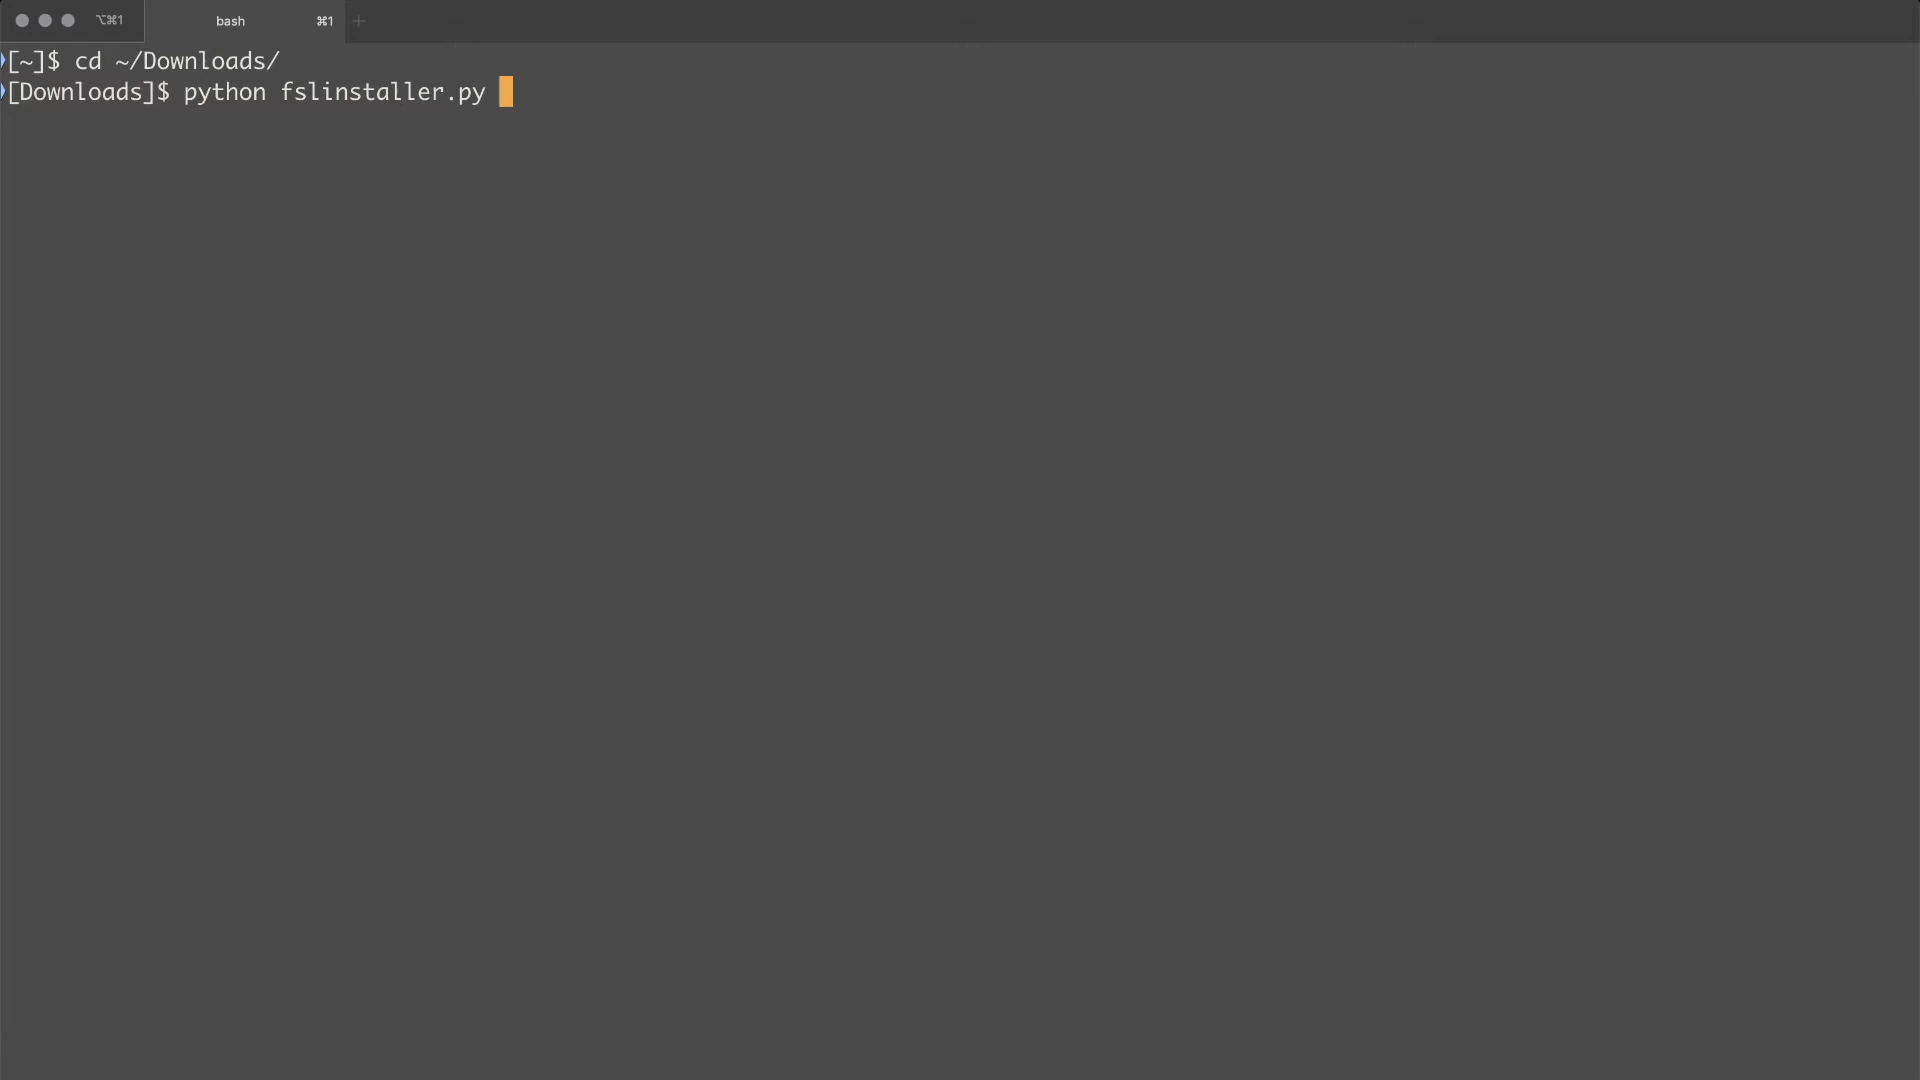 ⌥⌘1 bash ⌘1 +
[~]$ cd ~/Downloads/
[Downloads]$ python fslinstaller.py